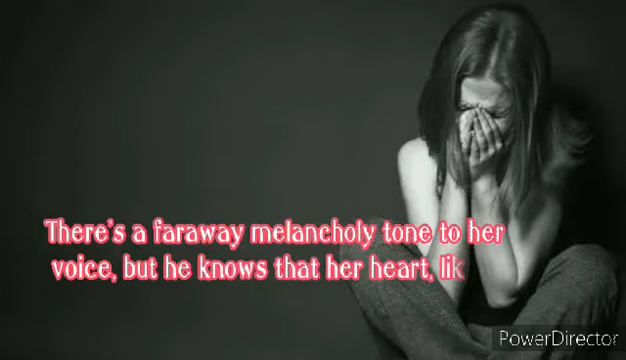 There's a faraway melancholy tone to her
voice, but he knows that her heart, lik
PowerDirector